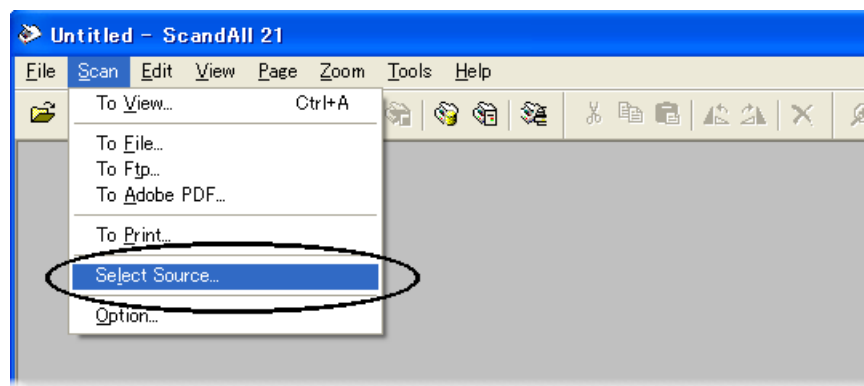 Untitled - ScandAll 21
File Scan Edit View Page Zoom Tools Help
To View... Ctrl+A
To File...
To Ftp...
To Adobe PDF...
To Print...
Select Source...
Option...